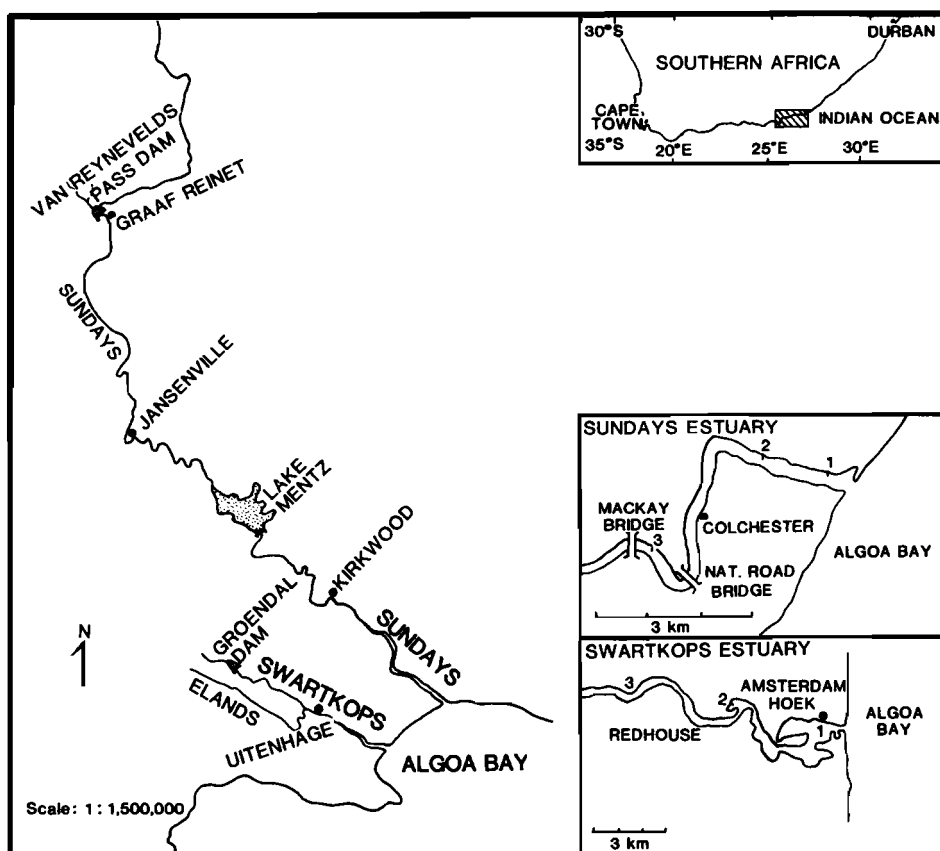 VAN REYNEVELDS
PASS DAM
GRAAF REINET
SUNDAYS
JANSENVILLE
LAKE
MENTZ
KIRKWOOD
GROENDAL
DAM
SUNDAYS
SWARTKOPS
ELANDS
UITENHAGE
ALGOA BAY
N
Scale: 1:1,500,000
30°S
DURBAN
SOUTHERN AFRICA
CAPE
TOWN
INDIAN OCEAN
35°S
20°E
25°E
30°E
SUNDAYS ESTUARY
2
1
MACKAY
BRIDGE
3
COLCHESTER
ALGOA BAY
NAT. ROAD
BRIDGE
3 km
SWARTKOPS ESTUARY
3
2
AMSTERDAM
HOEK
1
ALGOA
BAY
REDHOUSE
3 km